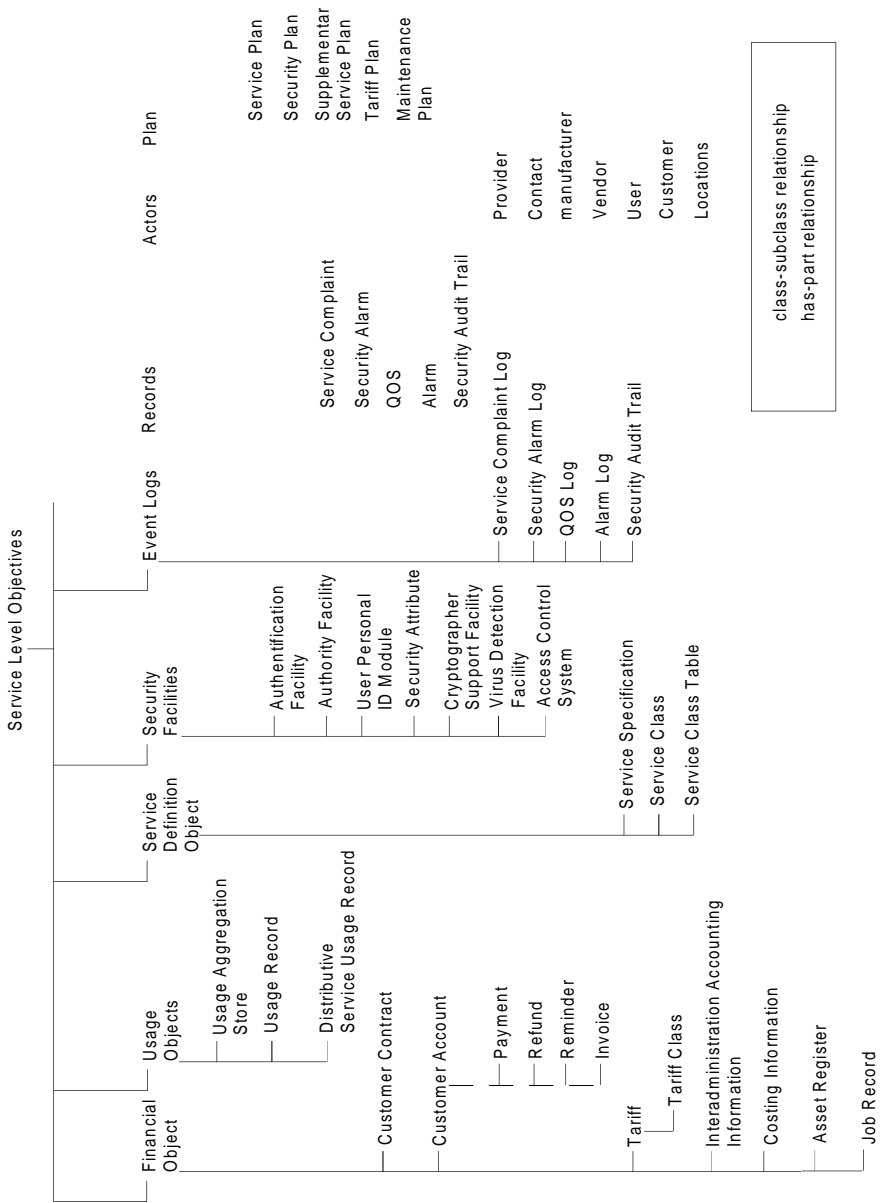 Service Level Objectives
Financial
Object
Customer Contract
Customer Account
Payment
Refund
Reminder
Invoice
Tariff
Tariff Class
Interadministration Accounting
Information
Costing Information
Asset Register
Job Record
Usage
Objects
Usage Aggregation
Store
Usage Record
Distributive
Service Usage Record
Service
Definition
Object
Service Specification
Service Class
Service Class Table
Security
Facilities
Authentification
Facility
Authority Facility
User Personal
ID Module
Security Attribute
Cryptographer
Support Facility
Virus Detection
Facility
Access Control
System
Event Logs
Service Complaint Log
Security Alarm Log
QOS Log
Alarm Log
Security Audit Trail
Records
Service Complaint
Security Alarm
QOS
Alarm
Security Audit Trail
Actors
Provider
Contact
manufacturer
Vendor
User
Customer
Locations
Plan
Service Plan
Security Plan
Supplementar
Service Plan
Tariff Plan
Maintenance
Plan
class-subclass relationship
has-part relationship